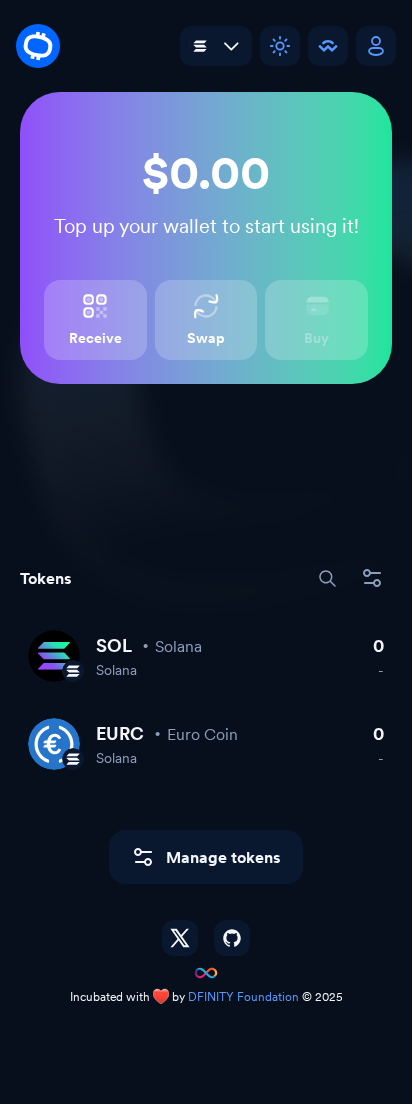 $0.00
Top up your wallet to start using it!
Receive
Swap
Buy
Tokens
SOL • Solana
0
Solana
-
EURC • Euro Coin
0
Solana
-
Manage tokens
Incubated with ❤️ by DFINITY Foundation © 2025